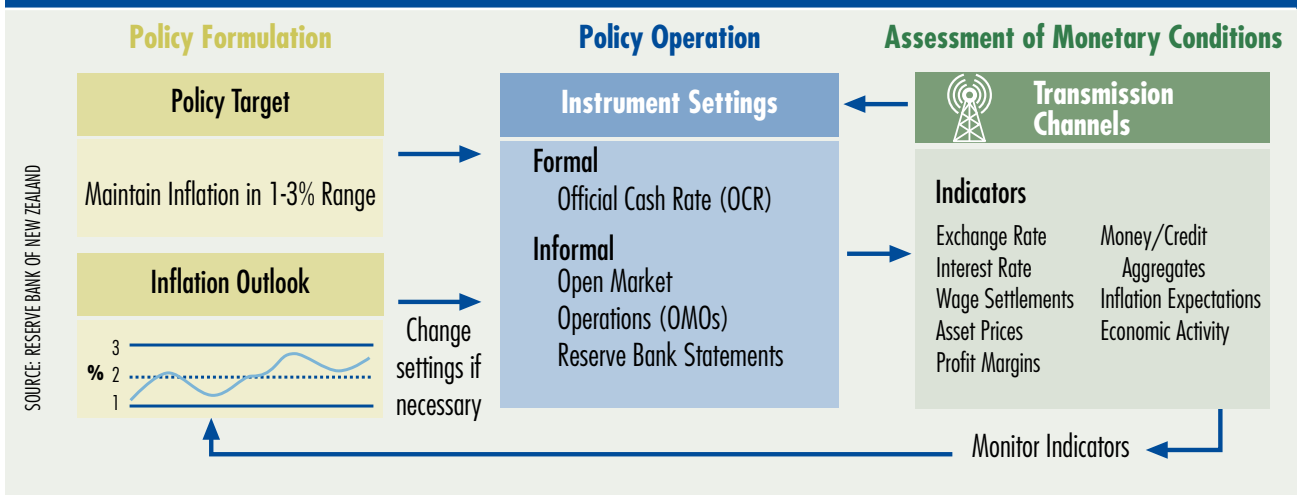 Policy Formulation
Policy Operation
Assessment of Monetary Conditions
Policy Target
Maintain Inflation in 1-3% Range
Inflation Outlook
3
% 2
1
Change
settings if
necessary
Instrument Settings
Formal
Official Cash Rate (OCR)
Informal
Open Market
Operations (OMOs)
Reserve Bank Statements
Transmission
Channels
Indicators
Exchange Rate
Interest Rate
Wage Settlements
Asset Prices
Profit Margins
Money/Credit
Aggregates
Inflation Expectations
Economic Activity
Monitor Indicators
SOURCE: RESERVE BANK OF NEW ZEALAND